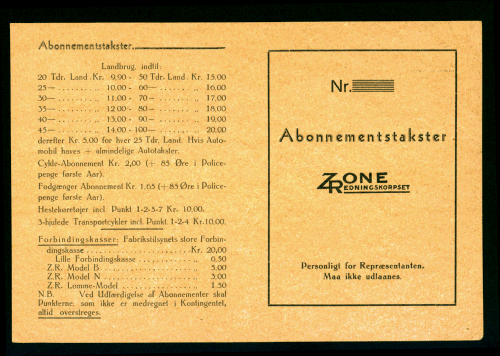 Abonnementstakster.
Landbrug, indtil:
20 Tdr. Land. Kr. 9.90 - 50 Tdr. Land. Kr. 15.00
25— . . . . . . . . „ 10.00 - 60— . . . . . . . „ 16.00
30— . . . . . . . . „ 11.00 - 70— . . . . . . . „ 17.00
35— . . . . . . . . „ 12.00 - 80— . . . . . . . „ 18.00
40— . . . . . . . . „ 13.00 - 90— . . . . . . . „ 19.00
45— . . . . . . . . „ 14.00 - 100— . . . . . . . „ 20.00
derefter Kr. 5.00 for hver 25 Tdr. Land. Hvis Auto-
mobil haves + almindelige Autotakster.
Cykle-Abonnement Kr. 2,00 (+ 85 Øre i Police-
penge første Aar).
Fodgænger Abonnement Kr. 1.65 (+ 85 Øre i Police-
penge første Aar).
Hestekøretøjer incl. Punkt 1-2-5-7 Kr. 10.00.
3-hjulede Transportcykler incl. Punkt 1-2-4 Kr.10.00.
Forbindingskasser: Fabrikstilsynets store Forbin-
dingskasse . . . . . . . . . . . . . . . . . . Kr. 20,00
Lille Forbindingskasse . . . . . . . . . . „ 6.50
Z.R. Model B . . . . . . . . . . . . . . . „ 5.00
Z.R. Model N . . . . . . . . . . . . . . . „ 3.00
Z.R. Lomme-Model . . . . . . . . . . . . „ 1.50
N.B. Ved Udfærdigelse af Abonnementer skal
Punkterne, som ikke er medregnet i Kontingentet,
altid overstreges.
Nr.
Abonnementstakster
ZONE
REDNINGSKORPSET
Personligt for Repræsentanten.
Maa ikke udlaanes.